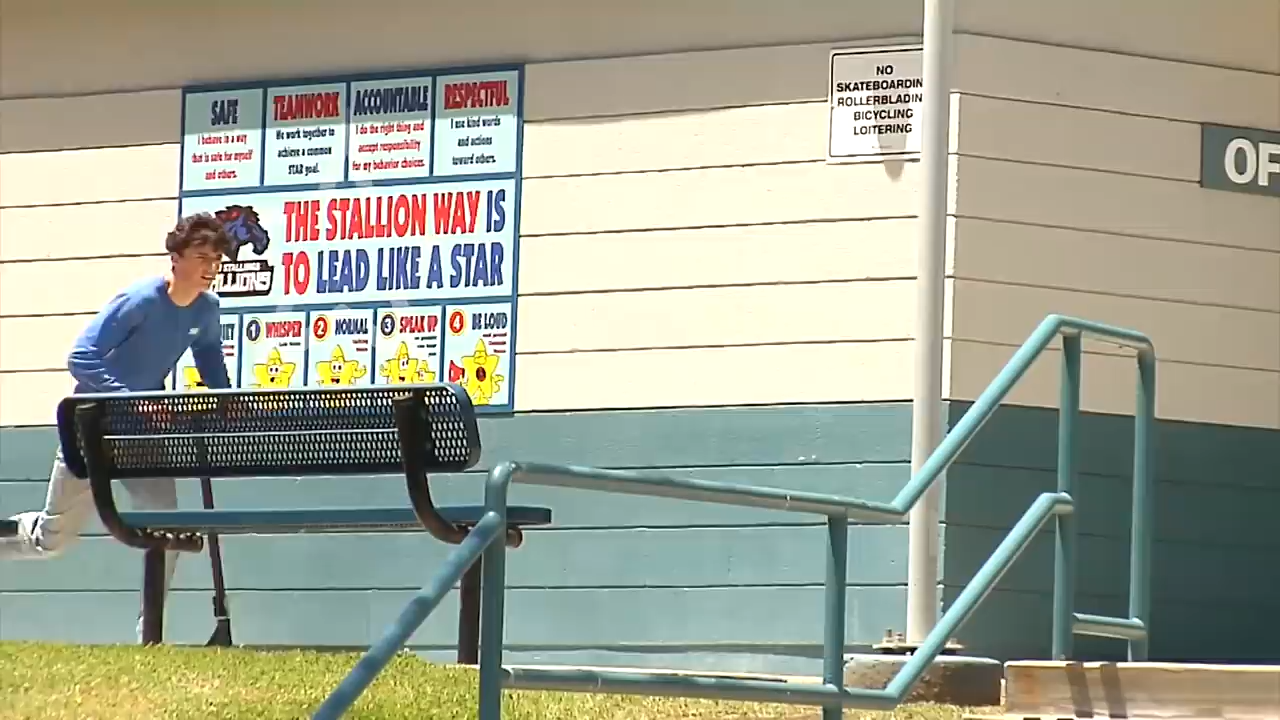 SAFE
I behave in a way
that is safe for myself
and others.
TEAMWORK
We work together to
achieve a common
STAR goal.
ACCOUNTABLE
I do the right thing and
accept responsibility
for my behavior choices.
RESPECTFUL
I use kind words
and actions
toward others.
THE STALLION WAY IS
TO LEAD LIKE A STAR
1 WHISPER
2 NORMAL
3 SPEAK UP
4 BE LOUD
NO
SKATEBOARDIN
ROLLERBLADIN
BICYCLING
LOITERING
OF